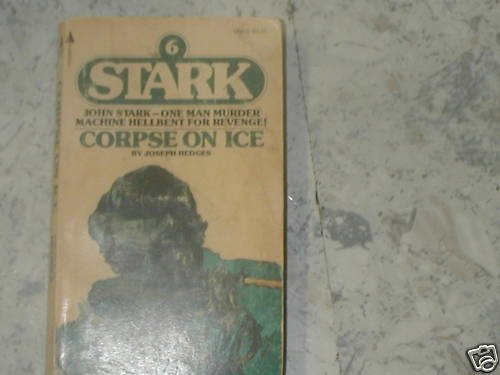 6
STARK
JOHN STARK—ONE MAN MURDER
MACHINE HELLBENT FOR REVENGE!
CORPSE ON ICE
BY JOSEPH HEDGES